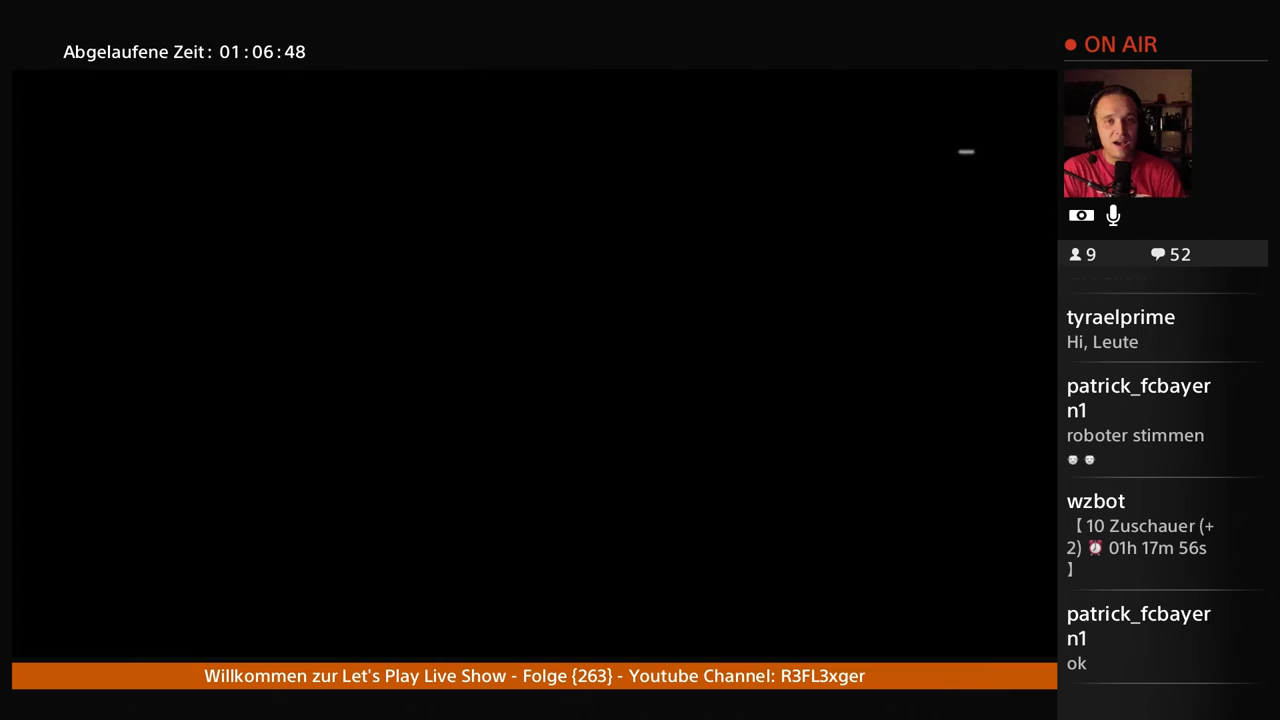 Abgelaufene Zeit: 01:06:48
ON AIR
9 52
tyraelprime
Hi, Leute
patrick_fcbayer
n1
roboter stimmen
wzbot
【10 Zuschauer (+
2) ⏰ 01h 17m 56s
】
patrick_fcbayer
n1
ok
Willkommen zur Let's Play Live Show - Folge {263} - Youtube Channel: R3FL3xger